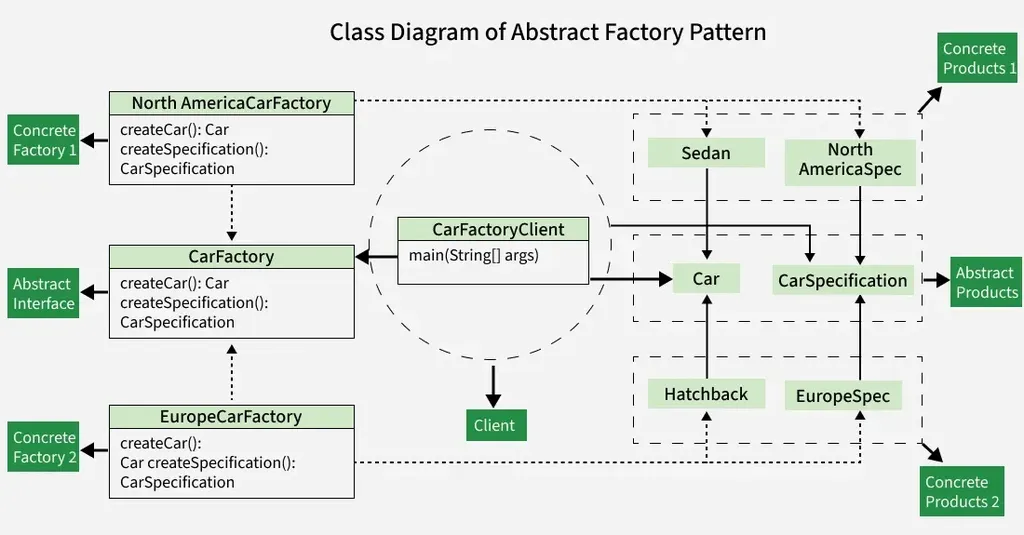 Class Diagram of Abstract Factory Pattern
Concrete
Products 1
North AmericaCarFactory
createCar(): Car
createSpecification():
CarSpecification
Concrete
Factory 1
Sedan
North
AmericaSpec
CarFactoryClient
main(String[] args)
CarFactory
createCar(): Car
createSpecification():
CarSpecification
Abstract
Interface
Car
CarSpecification
Abstract
Products
Hatchback
EuropeSpec
EuropeCarFactory
createCar():
Car createSpecification():
CarSpecification
Concrete
Factory 2
Client
Concrete
Products 2